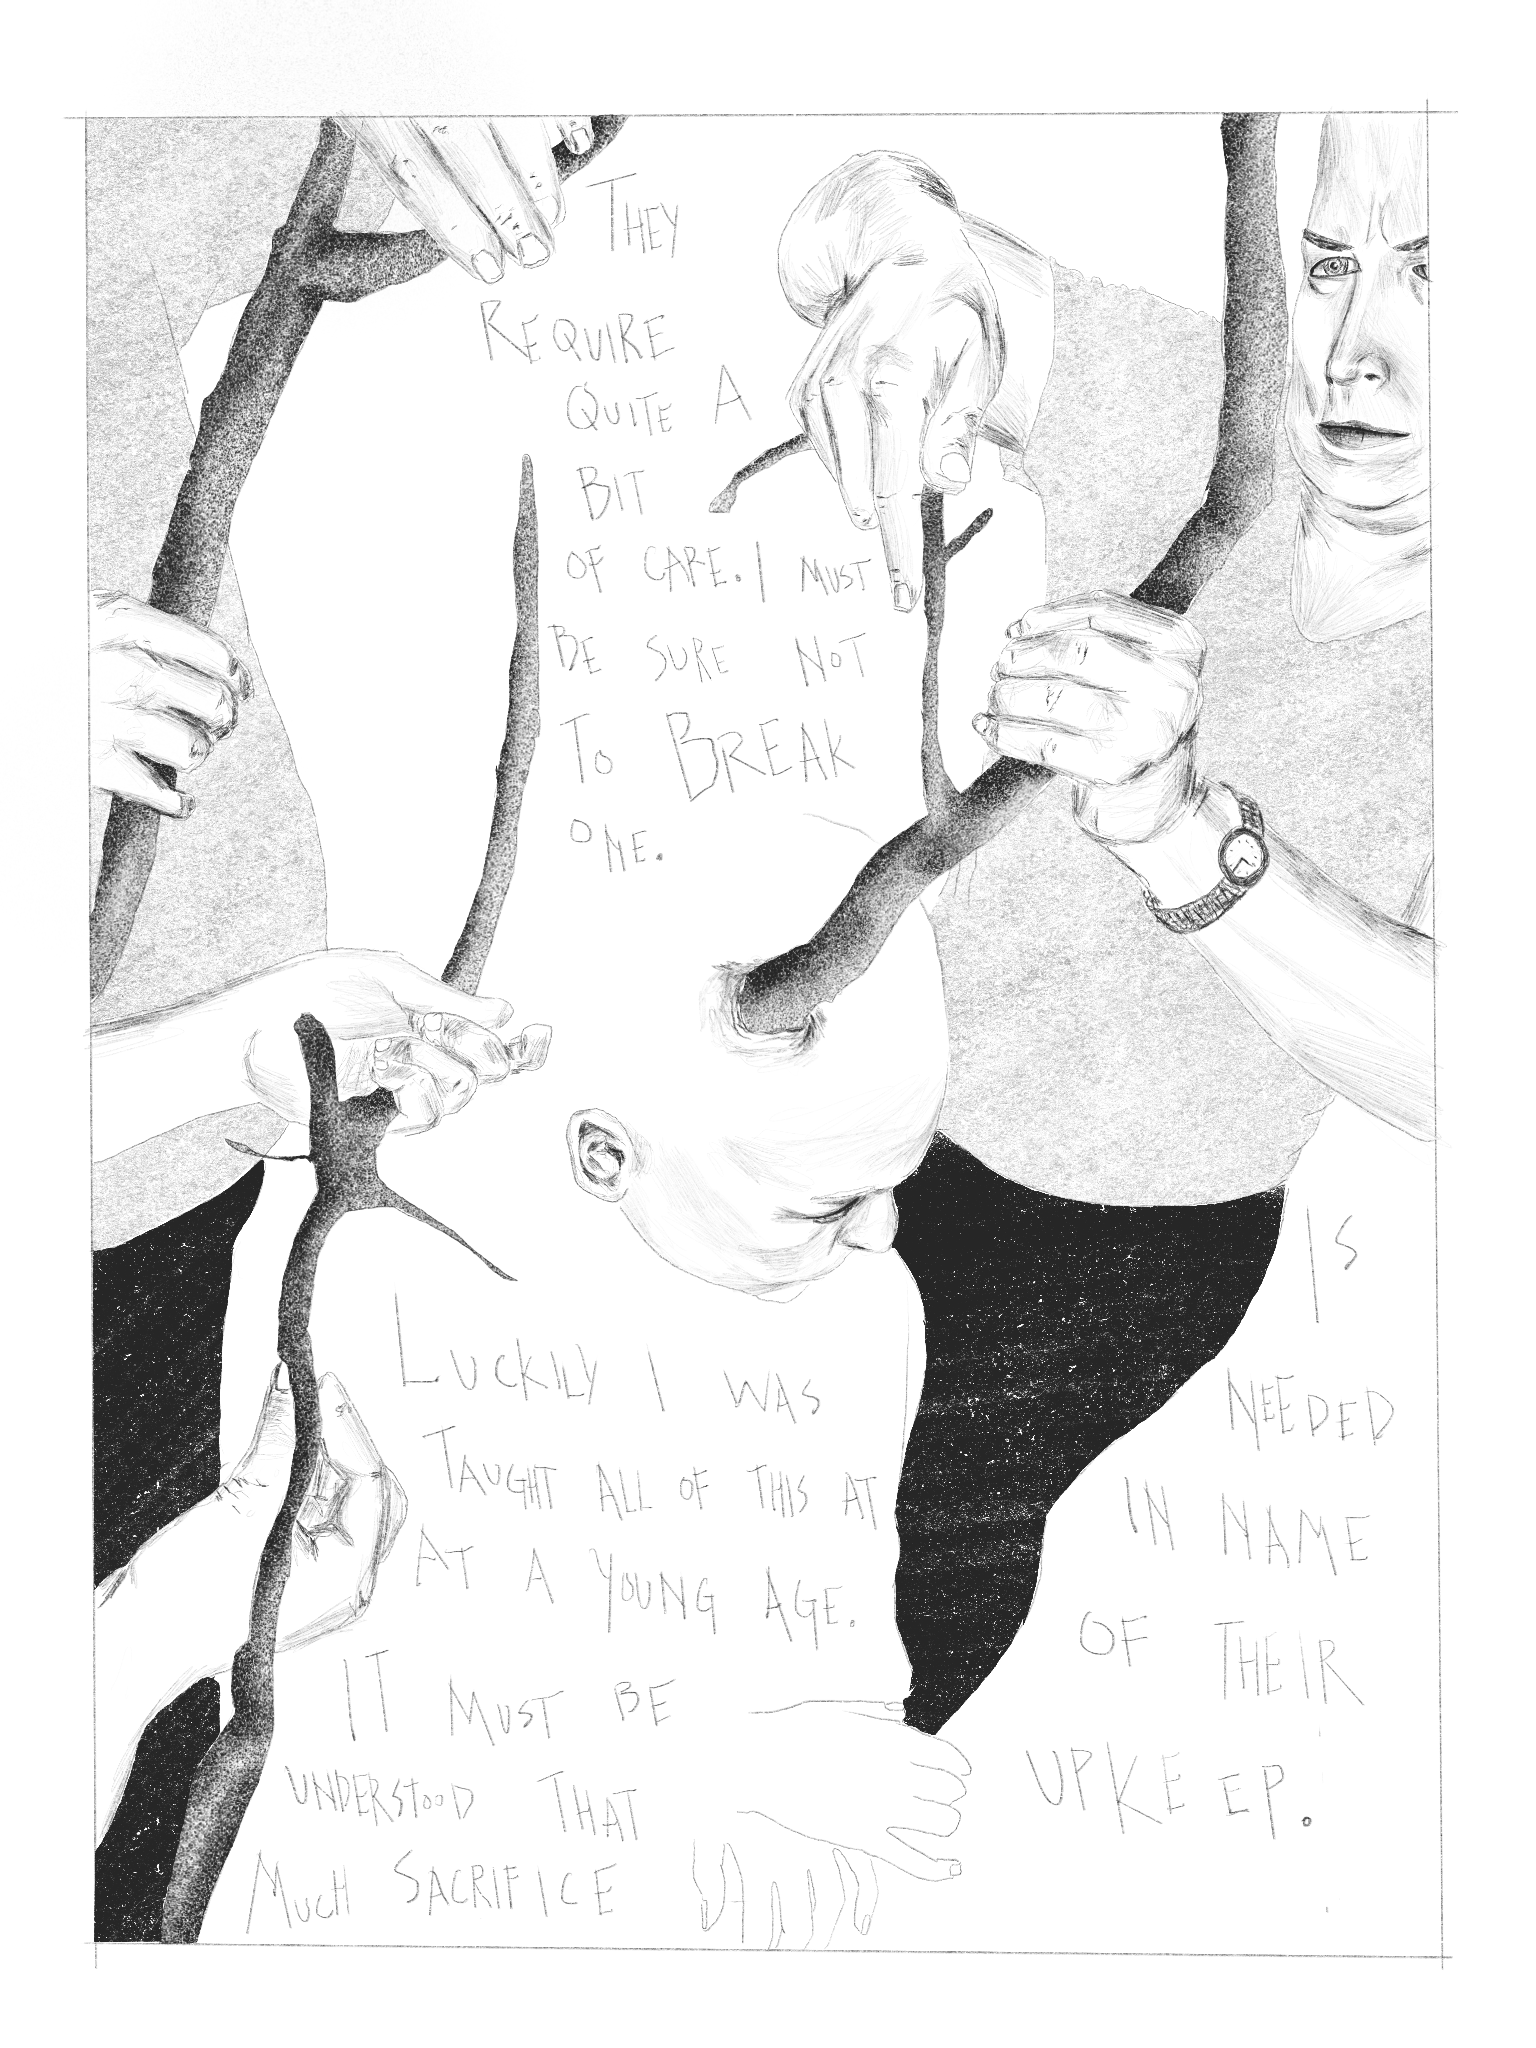 THEY
REQUIRE
QUITE A
BIT
OF CARE. I MUST
BE SURE NOT
TO BREAK
ONE.
LUCKILY I WAS
TAUGHT ALL OF THIS AT
AT A YOUNG AGE.
IT MUST BE
UNDERSTOOD THAT
MUCH SACRIFICE
IS
NEEDED
IN NAME
OF THEIR
UPKEEP.